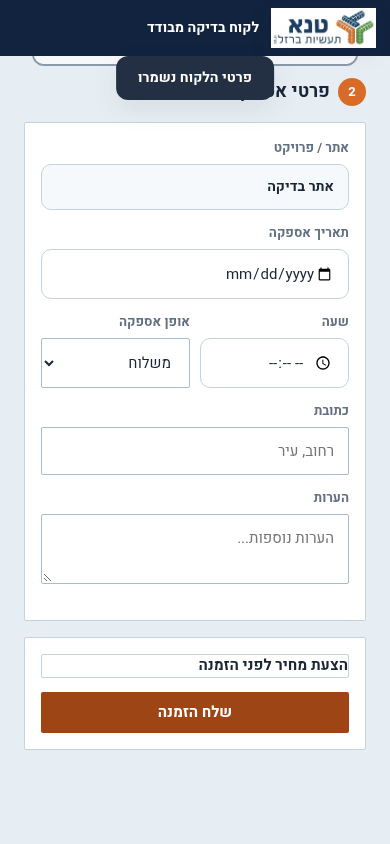 טנא
תעשיות ברזל
לקוח בדיקה מבודד
פרטי הלקוח נשמרו
2
פרטי
אתר / פרויקט
אתר בדיקה
תאריך אספקה
mm/dd/yyyy
שעה
--:-- --
אופן אספקה
משלוח
כתובת
רחוב, עיר
הערות
הערות נוספות...
הצעת מחיר לפני הזמנה
שלח הזמנה